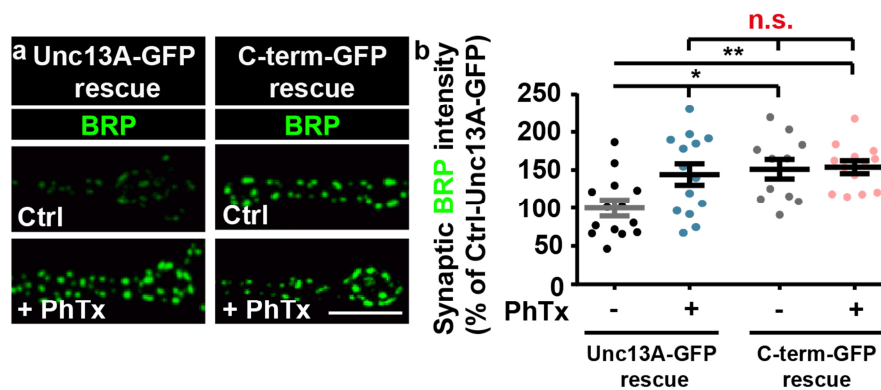 a
Unc13A-GFP
rescue
C-term-GFP
rescue
BRP
BRP
Ctrl
Ctrl
+ PhTx
+ PhTx
b
Synaptic BRP intensity
(% of Ctrl-Unc13A-GFP)
n.s.
**
*
250
200
150
100
50
0
PhTx - + - +
Unc13A-GFP
rescue
C-term-GFP
rescue